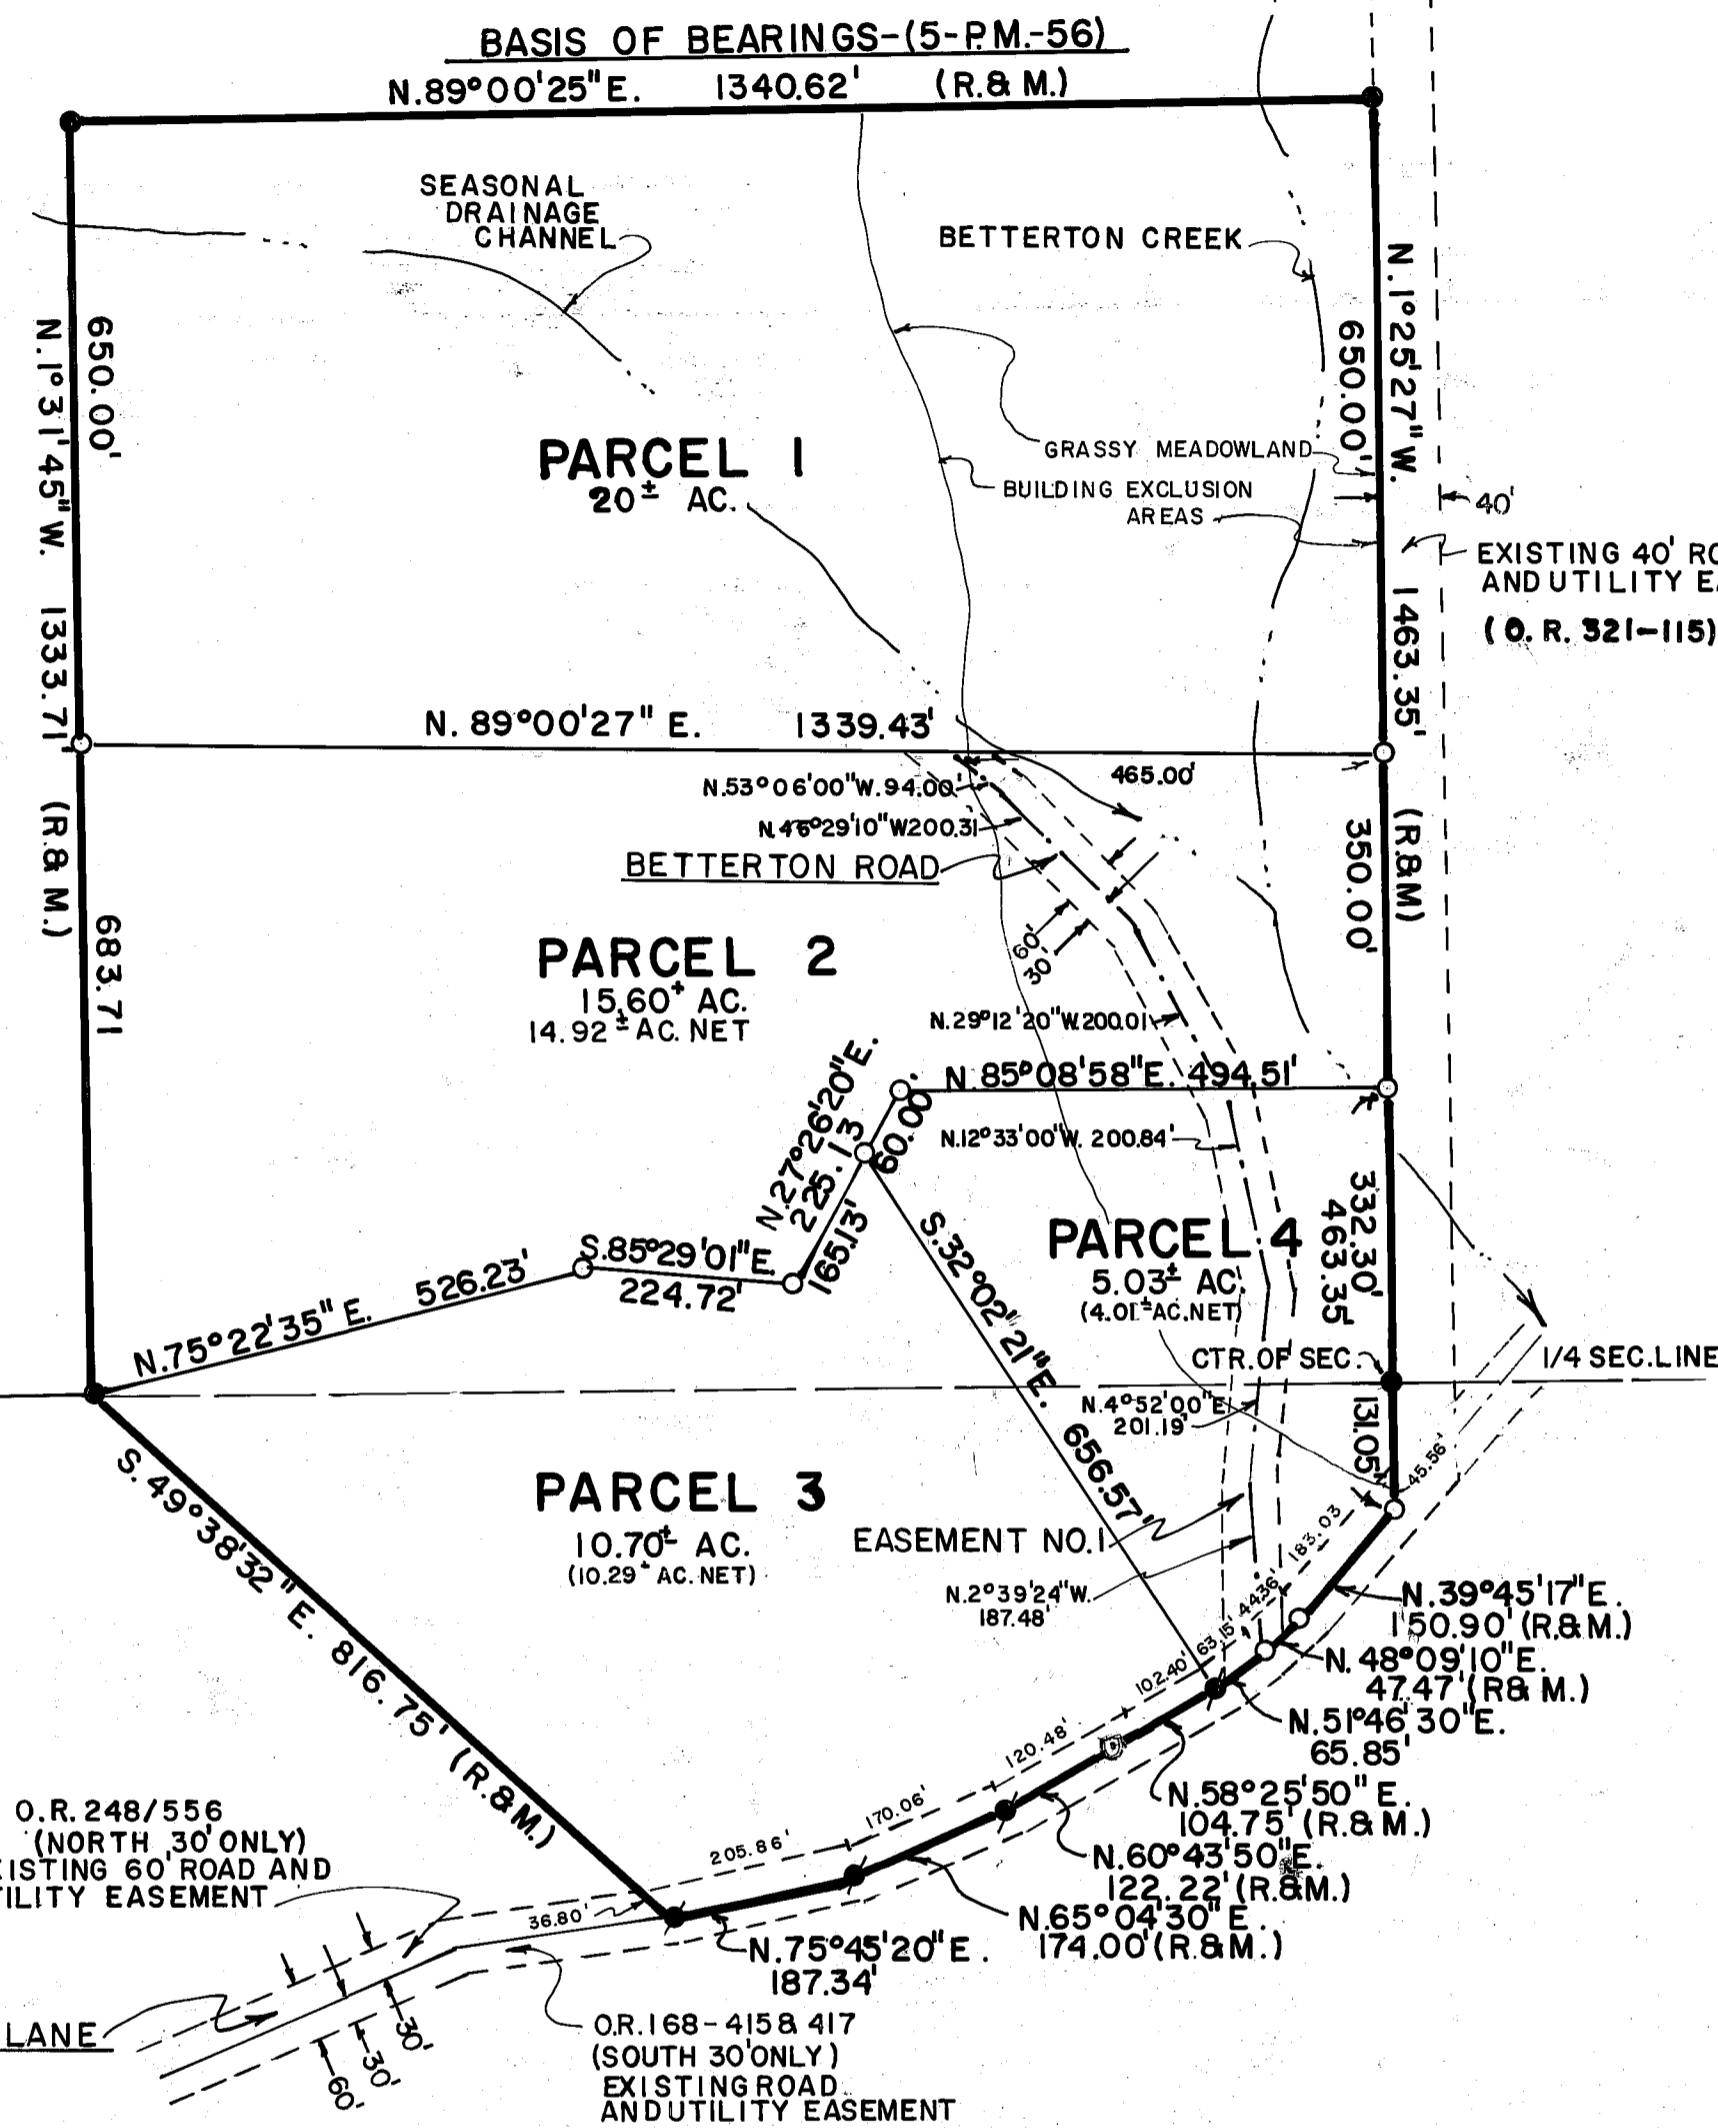 BASIS OF BEARINGS-(5-P.M.-56)
N.89°00'25"E. 1340.62' (R.& M.)
SEASONAL
DRAINAGE
CHANNEL
BETTERTON CREEK
N.1°25'27"W. 1463.35' (R.&M)
650.00'
650.00'
N.1°31'45"W. 1333.71' (R.& M.)
PARCEL 1
20± AC.
GRASSY MEADOWLAND
BUILDING EXCLUSION
AREAS
40'
EXISTING 40' RO
AND UTILITY EA
(O.R. 321-115)
N. 89°00'27" E. 1339.43'
465.00'
N.53°06'00"W.94.00'
N.46°29'10"W200.31
BETTERTON ROAD
350.00'
60'
30'
683.71
PARCEL 2
15.60± AC.
14.92± AC. NET
N.29°12'20"W.200.01
N.85°08'58"E. 494.51'
N.27°26'20"E.
225.13
60.00'
165.13'
N.12°33'00"W. 200.84'
332.30'
463.35'
S.85°29'01"E.
224.72'
N.75°22'35"E. 526.23'
S.32°02'21"E. 656.57'
PARCEL 4
5.03± AC.
(4.01± AC.NET)
CTR.OF SEC.
1/4 SEC.LINE
N.4°52'00"E
201.19'
131.05'
45.56'
S.49°38'32"E. 816.75' (R.&M.)
PARCEL 3
10.70± AC.
(10.29± AC. NET)
EASEMENT NO.1
N.2°39'24"W.
187.48'
183.03
44.36'
63.15'
102.40'
120.48'
170.06'
205.86'
36.80'
N.39°45'17"E.
150.90'(R.&M.)
N.48°09'10"E.
47.47'(R& M.)
N.51°46'30"E.
65.85'
N.58°25'50"E.
104.75'(R.&M.)
N.60°43'50"E.
122.22'(R.&M.)
N.65°04'30"E.
174.00'(R.&M.)
N.75°45'20"E.
187.34'
O.R.248/556
(NORTH 30'ONLY)
ISTING 60' ROAD AND
ILITY EASEMENT
LANE
30'
30'
60'
O.R.168-415& 417
(SOUTH 30'ONLY)
EXISTING ROAD
AND UTILITY EASEMENT